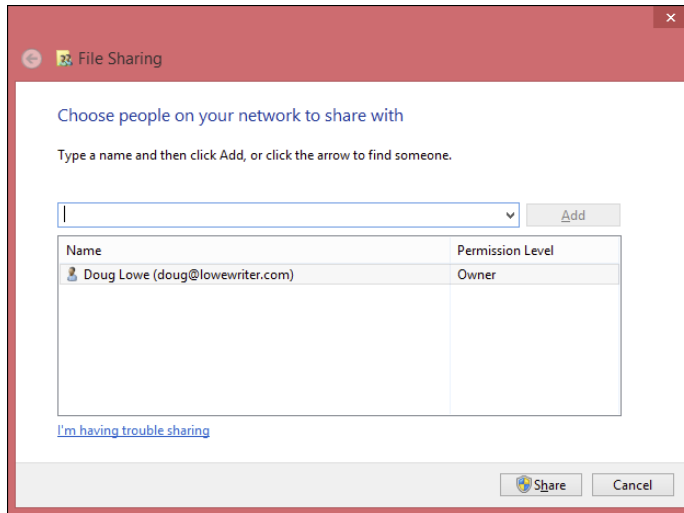 File Sharing
Choose people on your network to share with
Type a name and then click Add, or click the arrow to find someone.
Add
Name Permission Level
Doug Lowe (doug@lowewriter.com) Owner
I'm having trouble sharing
Share Cancel